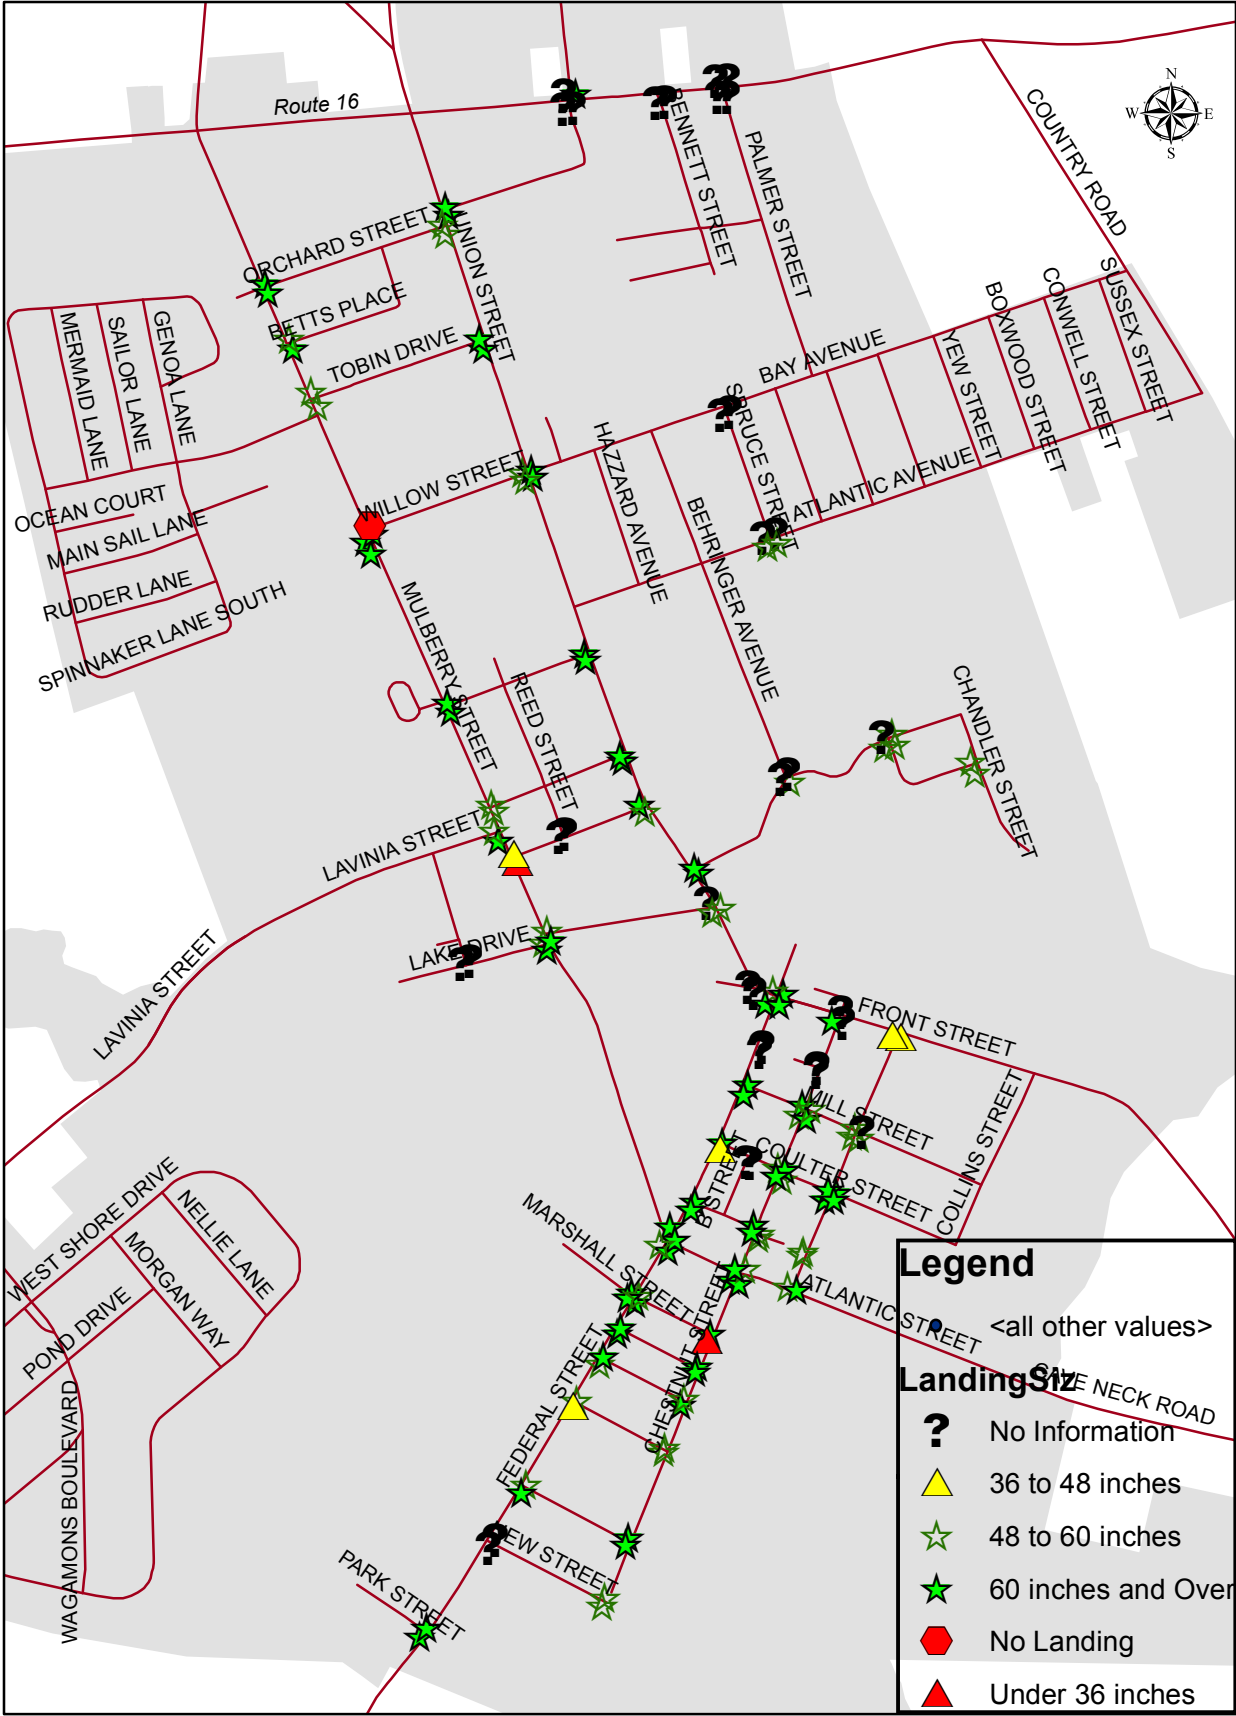 Route 16
N
W E
S
COUNTRY ROAD
PALMER STREET
ORCHARD STREET
UNION STREET
BETTS PLACE
TOBIN DRIVE
MERMAID LANE
SAILOR LANE
GENOA LANE
BAY AVENUE
SPRUCE STREET
YEW STREET
BOXWOOD STREET
CONWELL STREET
SUSSEX STREET
WILLOW STREET
HAZZARD AVENUE
ATLANTIC AVENUE
BEHRINGER AVENUE
OCEAN COURT
MAIN SAIL LANE
RUDDER LANE
SPINNAKER LANE SOUTH
MULBERRY STREET
REED STREET
CHANDLER STREET
LAVINIA STREET
LAVINIA STREET
LAKE DRIVE
FRONT STREET
MILL STREET
COULTER STREET
COLLINS STREET
B STREET
MARSHALL STREET
CHESTNUT STREET
ATLANTIC STREET
FEDERAL STREET
PARK STREET
WEST SHORE DRIVE
NELLIE LANE
MORGAN WAY
POND DRIVE
WAGAMONS BOULEVARD
NECK ROAD
Legend
<all other values>
LandingSiz
No Information
36 to 48 inches
48 to 60 inches
60 inches and Over
No Landing
Under 36 inches